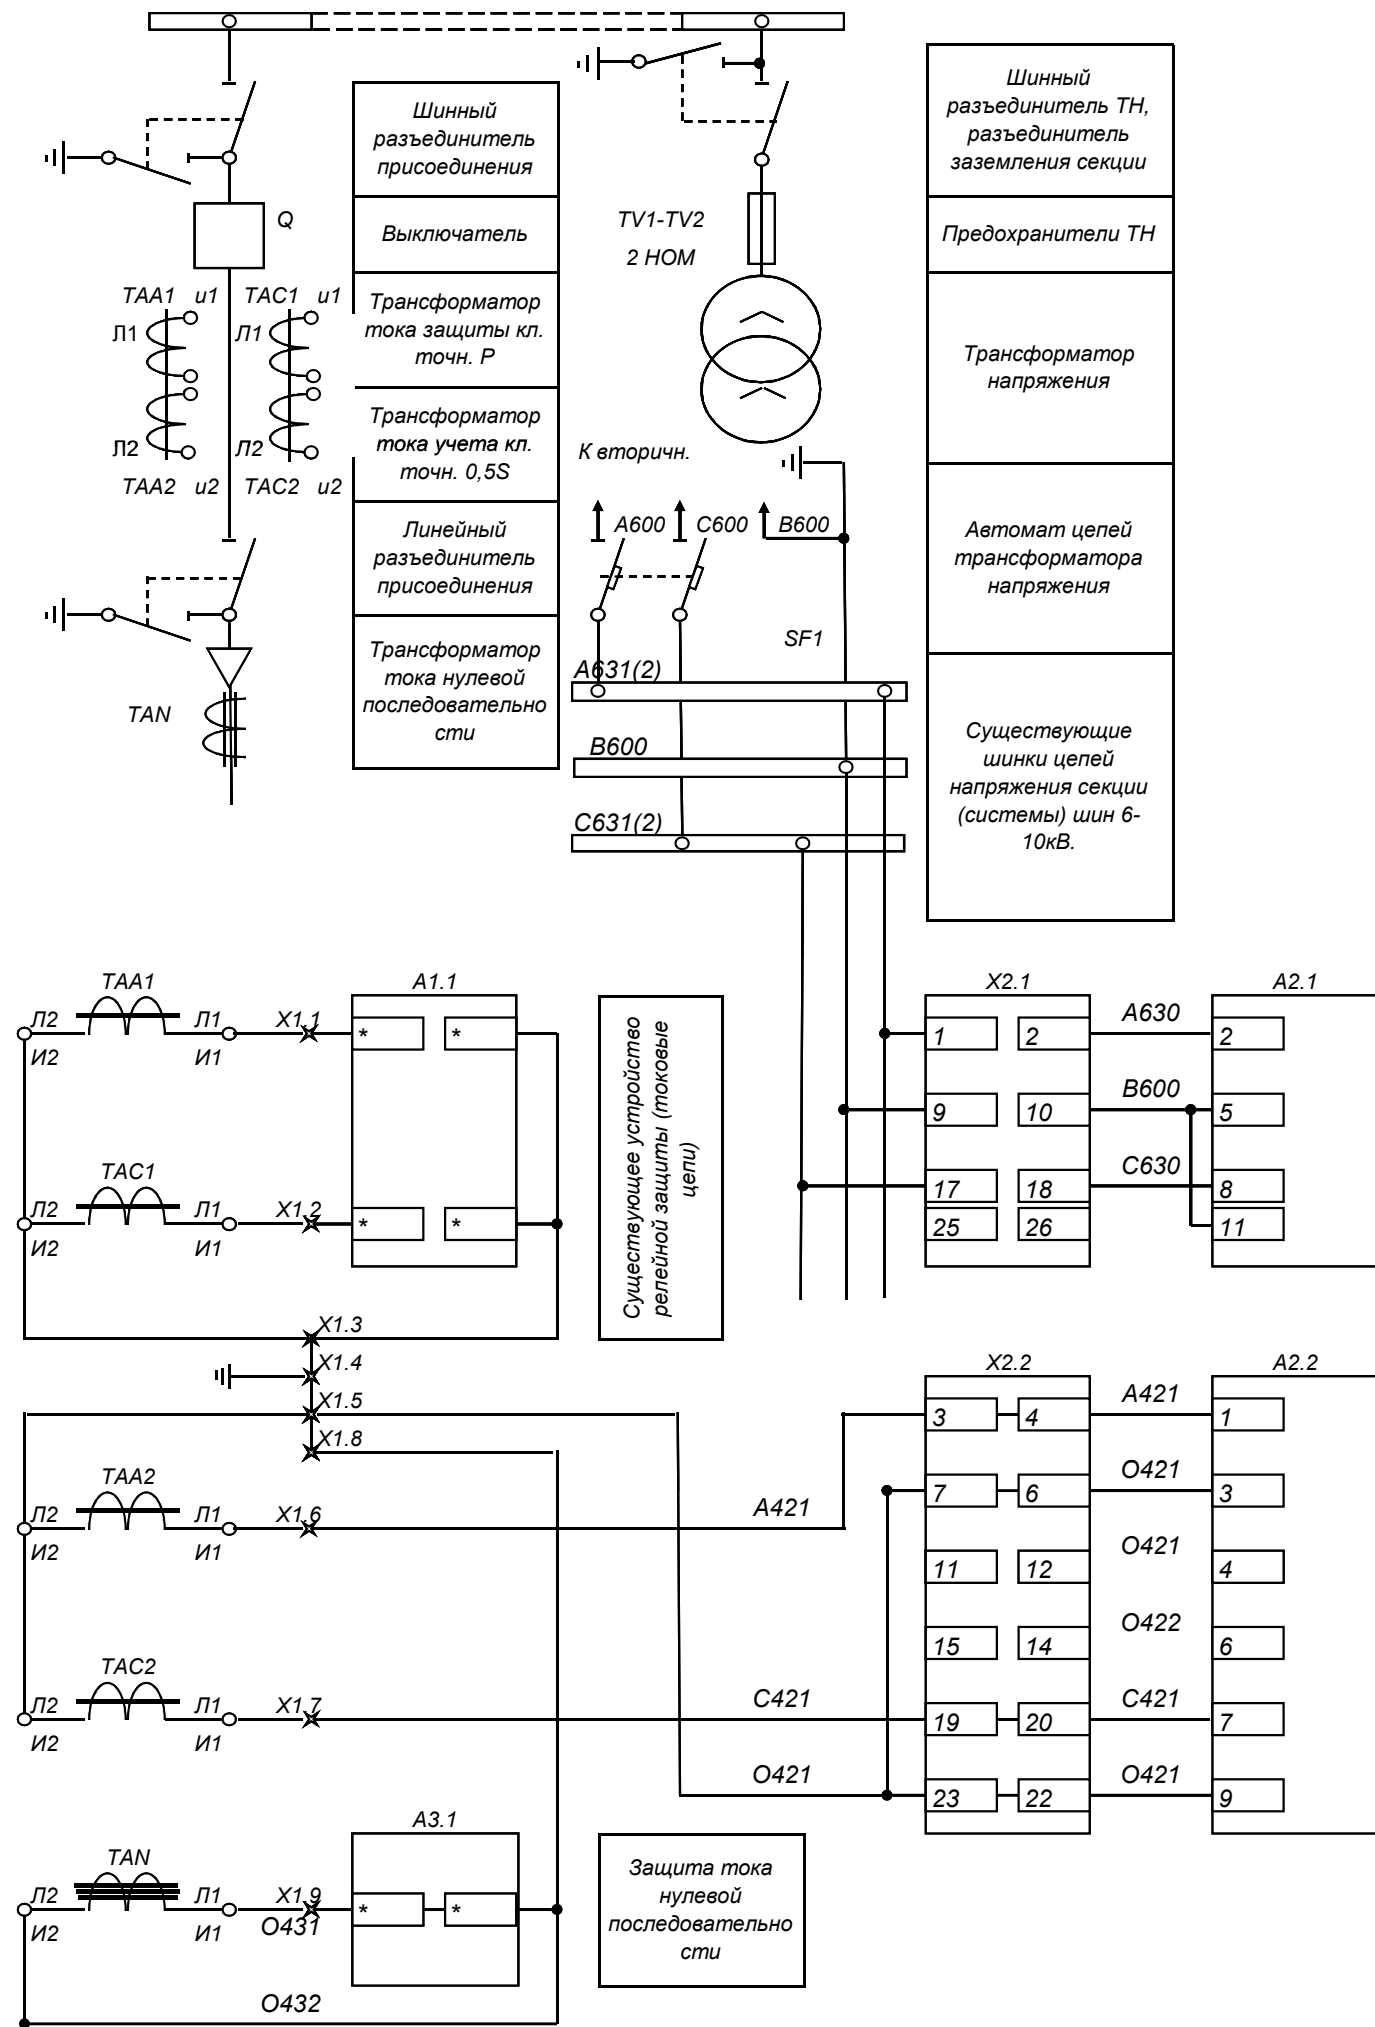 Шинный
разъединитель
присоединения
Выключатель
Трансформатор
тока защиты кл.
точн. Р
Трансформатор
тока учета кл.
точн. 0,5S
Линейный
разъединитель
присоединения
Трансформатор
тока нулевой
последовательно
сти
Q
TAA1 и1 TAC1 и1
Л1 Л1
Л2 Л2
TAA2 и2 TAC2 и2
TAN
TV1-TV2
2 НОМ
К вторичн.
A600 C600 B600
SF1
A631(2)
B600
C631(2)
Шинный
разъединитель ТН,
разъединитель
заземления секции
Предохранители ТН
Трансформатор
напряжения
Автомат цепей
трансформатора
напряжения
Существующие
шинки цепей
напряжения секции
(системы) шин 6-
10кВ.
TAA1 A1.1
Л2 Л1 X1.1 * *
И2 И1
TAC1
Л2 Л1 X1.2 * *
И2 И1
Существующее устройство
релейной защиты (токовые
цепи)
X2.1 A2.1
1 2 A630 2
9 10 B600 5
17 18 C630 8
25 26 11
X1.3
X1.4
X1.5
X1.8
TAA2
Л2 Л1 X1.6 A421
И2 И1
TAC2
Л2 Л1 X1.7 C421
И2 И1
O421
X2.2 A2.2
3 4 A421 1
7 6 O421 3
11 12 O421 4
15 14 O422 6
19 20 C421 7
23 22 O421 9
TAN A3.1
Л2 Л1 X1.9 * *
И2 И1 O431
O432
Защита тока
нулевой
последовательно
сти